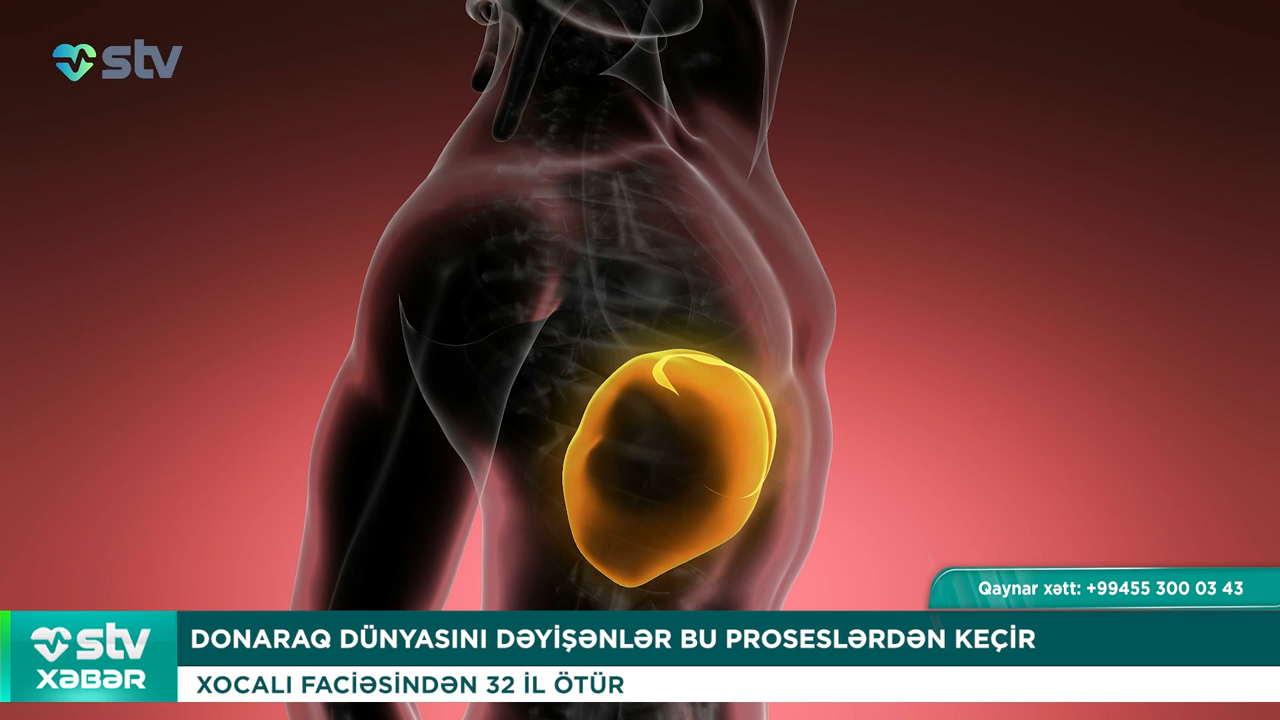 stv
Qaynar xətt: +99455 300 03 43
stv
XƏBƏR
DONARAQ DÜNYASINI DƏYİŞƏNLƏR BU PROSESLƏRDƏN KEÇİR
XOCALI FACİƏSİNDƏN 32 İL ÖTÜR